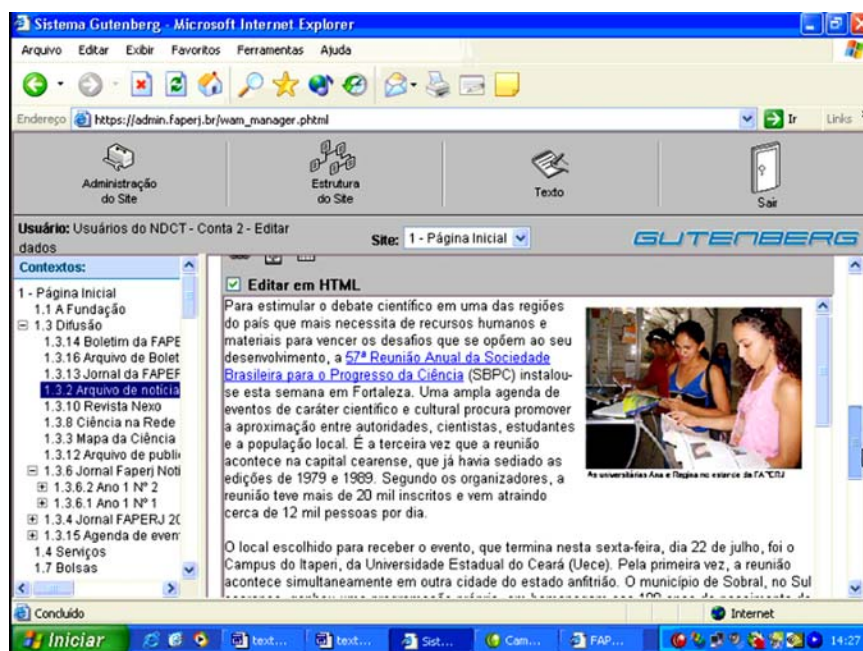 Sistema Gutenberg - Microsoft Internet Explorer
Arquivo Editar Exibir Favoritos Ferramentas Ajuda
Endereço https://admin.faperj.br/wam_manager.phtml Ir Links
Administração
do Site
Estrutura
do Site
Texto
Sair
Usuário: Usuários do NDCT - Conta 2 - Editar
dados
Site: 1 - Página Inicial
GUTENBERG
Contextos:
1 - Página Inicial
1.1 A Fundação
1.3 Difusão
1.3.14 Boletim da FAPE
1.3.16 Arquivo de Bolet
1.3.13 Jornal da FAPEF
1.3.2 Arquivo de notícia
1.3.10 Revista Nexo
1.3.8 Ciência na Rede
1.3.3 Mapa da Ciência
1.3.12 Arquivo de public
1.3.6 Jornal Faperj Noti
1.3.6.2 Ano 1 Nº 2
1.3.6.1 Ano 1 Nº 1
1.3.4 Jornal FAPERJ 20
1.3.15 Agenda de even
1.4 Serviços
1.7 Bolsas
Editar em HTML
Para estimular o debate científico em uma das regiões
do país que mais necessita de recursos humanos e
materiais para vencer os desafios que se opõem ao seu
desenvolvimento, a 57ª Reunião Anual da Sociedade
Brasileira para o Progresso da Ciência (SBPC) instalou-
se esta semana em Fortaleza. Uma ampla agenda de
eventos de caráter científico e cultural procura promover
a aproximação entre autoridades, cientistas, estudantes
e a população local. É a terceira vez que a reunião
acontece na capital cearense, que já havia sediado as
edições de 1979 e 1989. Segundo os organizadores, a
reunião teve mais de 20 mil inscritos e vem atraindo
cerca de 12 mil pessoas por dia.
As universitárias Ana e Regina no estande da FAPERJ
O local escolhido para receber o evento, que termina nesta sexta-feira, dia 22 de julho, foi o
Campus do Itaperi, da Universidade Estadual do Ceará (Uece). Pela primeira vez, a reunião
acontece simultaneamente em outra cidade do estado anfitrião. O município de Sobral, no Sul
Concluído
Internet
Iniciar
text...
text...
Sist...
Cam...
FAP...
14:27